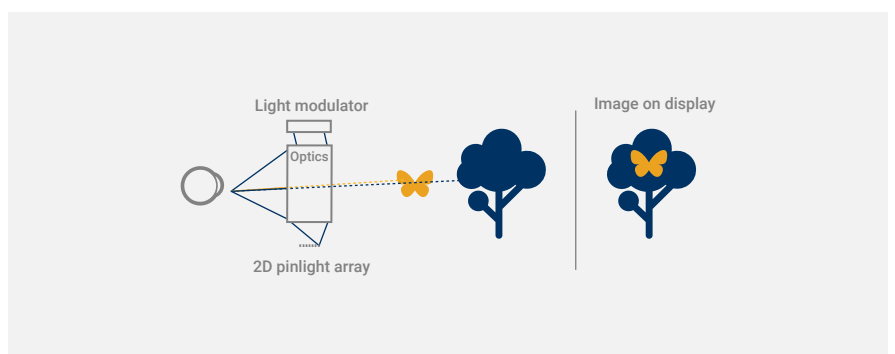 Light modulator
Image on display
Optics
2D pinlight array